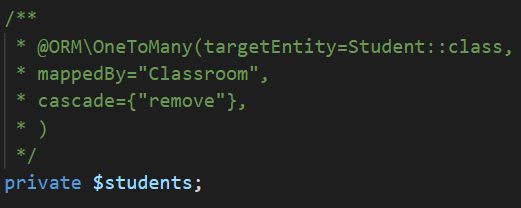 /**
* @ORM\OneToMany(targetEntity=Student::class,
* mappedBy="Classroom",
* cascade={"remove"},
* )
*/
private $students;